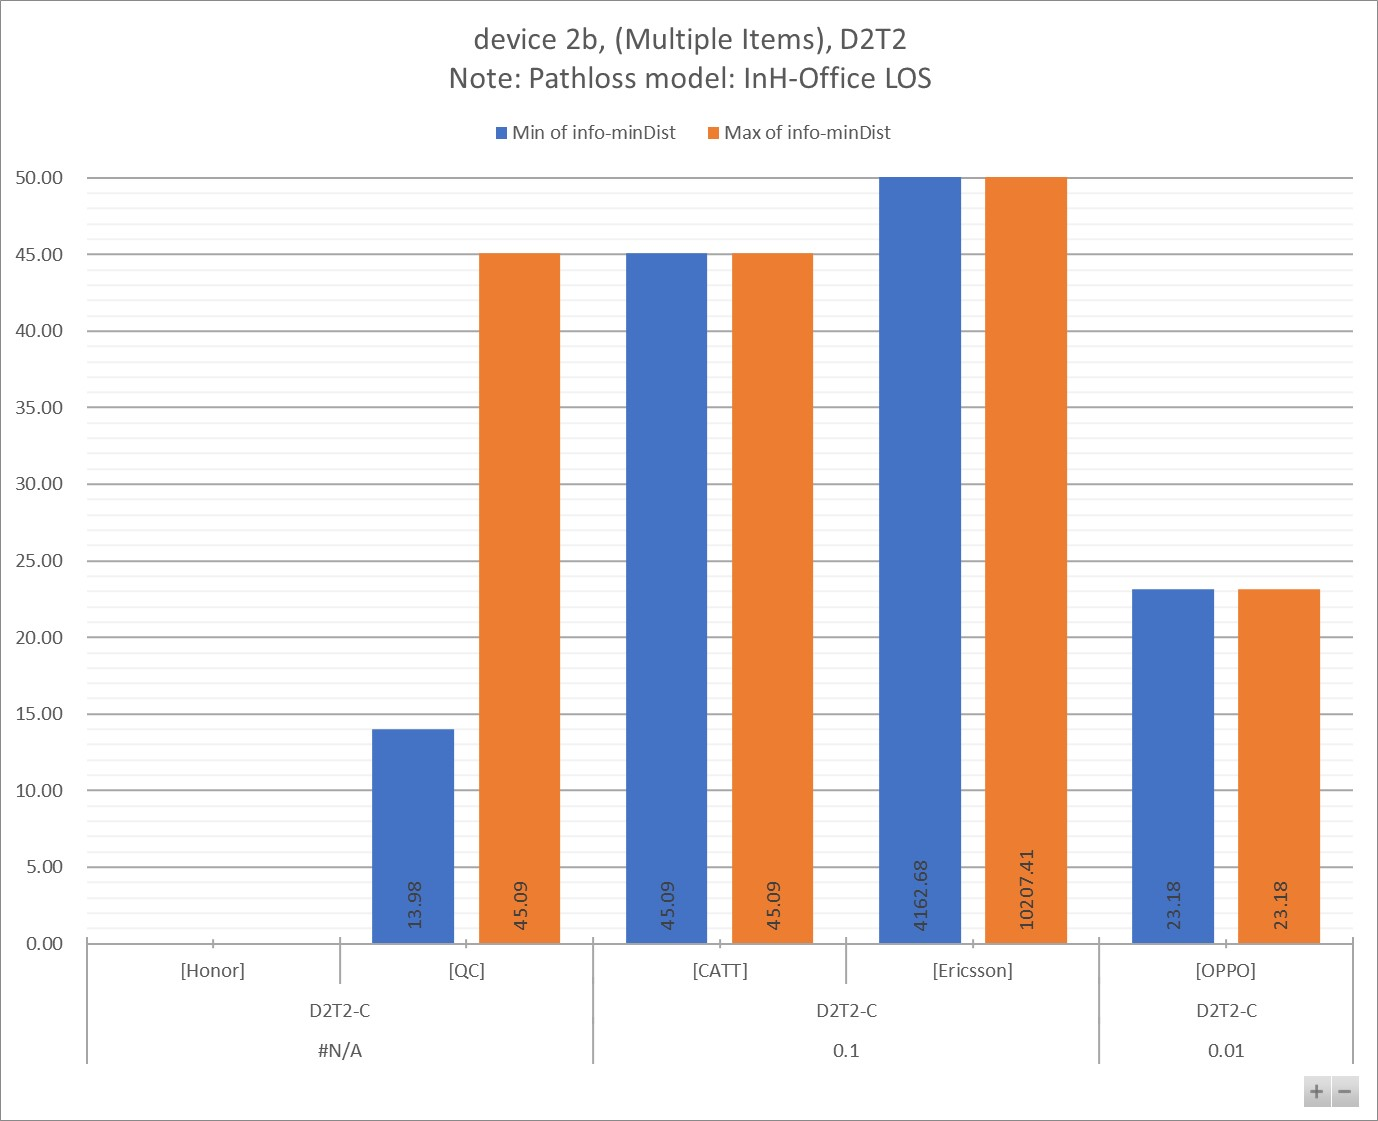 device 2b, (Multiple Items), D2T2
Note: Pathloss model: InH-Office LOS
Min of info-minDist Max of info-minDist
50.00
45.00
40.00
35.00
30.00
25.00
20.00
15.00
10.00
5.00
0.00
13.98 45.09 45.09 45.09 4162.68 10207.41 23.18 23.18
[Honor] [QC] [CATT] [Ericsson] [OPPO]
D2T2-C D2T2-C D2T2-C
#N/A 0.1 0.01
+ −